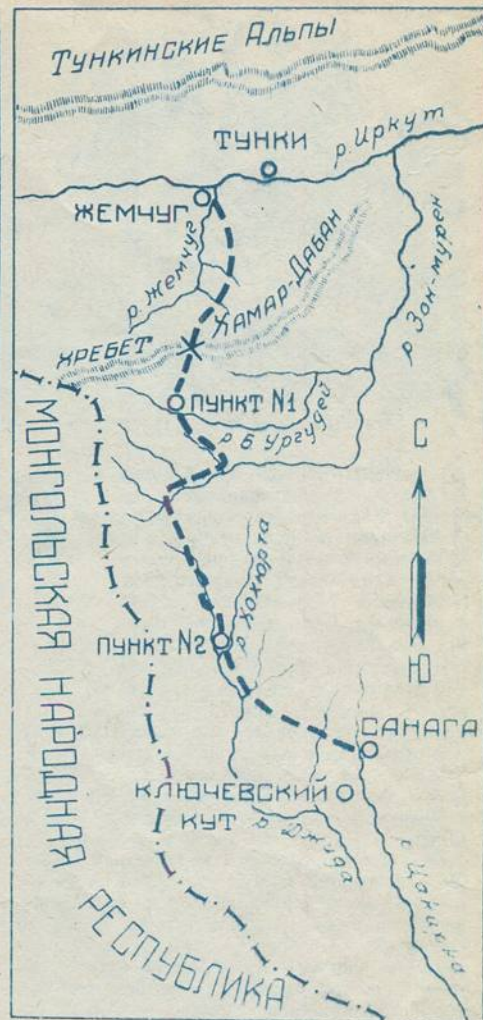 Тункинские Альпы
ТУНКИ
р. Иркут
ЖЕМЧУГ
р. Жемчуг
ХРЕБЕТ ХАМАР-ДАБАН
р. Зон-мурен
ПУНКТ N1
р. Б. Ургудей
С
Ю
МОНГОЛЬСКАЯ НАРОДНАЯ
РЕСПУБЛИКА
р. Хохюрта
ПУНКТ N2
САНАГА
КЛЮЧЕВСКИЙ
КУТ
р. Джида